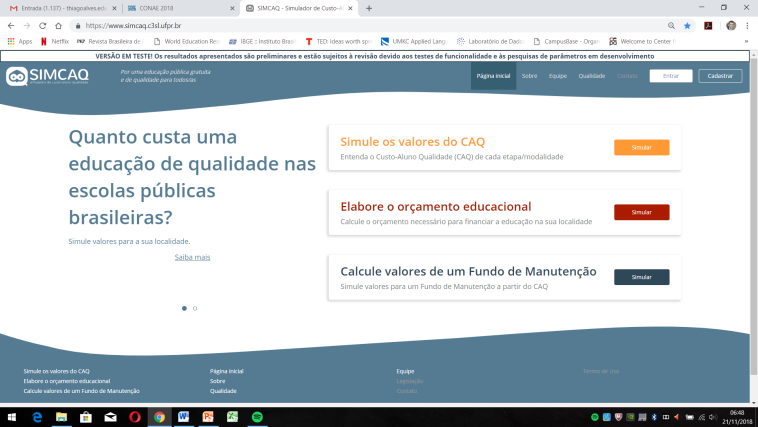 Entrada (1.137) – thiagoalves.edu
CONAE 2018
SIMCAQ – Simulador de Custo-Al
https://www.simcaq.c3sl.ufpr.br
Apps Netflix Revista Brasileira de World Education IBGE :: Instituto Brasil TED: Ideas worth spre UMKC Applied Lang Laboratório de Dado CampusBase - Organ Welcome to Center
VERSÃO EM TESTE! Os resultados apresentados são preliminares e estão sujeitos à revisão devido aos testes de funcionalidade e às pesquisas de parâmetros em desenvolvimento
SIMCAQ
Por uma educação pública gratuita
e de qualidade para todos/as
Página inicial Sobre Equipe Qualidade Contato Entrar Cadastrar
Quanto custa uma
educação de qualidade nas
escolas públicas
brasileiras?
Simule valores para a sua localidade.
Saiba mais
Simule os valores do CAQ
Entenda o Custo-Aluno Qualidade (CAQ) de cada etapa/modalidade
Simular
Elabore o orçamento educacional
Calcule o orçamento necessário para financiar a educação na sua localidade
Simular
Calcule valores de um Fundo de Manutenção
Simule valores para um Fundo de Manutenção a partir do CAQ
Simular
Simule os valores do CAQ
Elabore o orçamento educacional
Calcule valores de um Fundo de Manutenção
Página Inicial
Sobre
Qualidade
Equipe
Legislação
Contato
Termo de Uso
06:48
21/11/2018